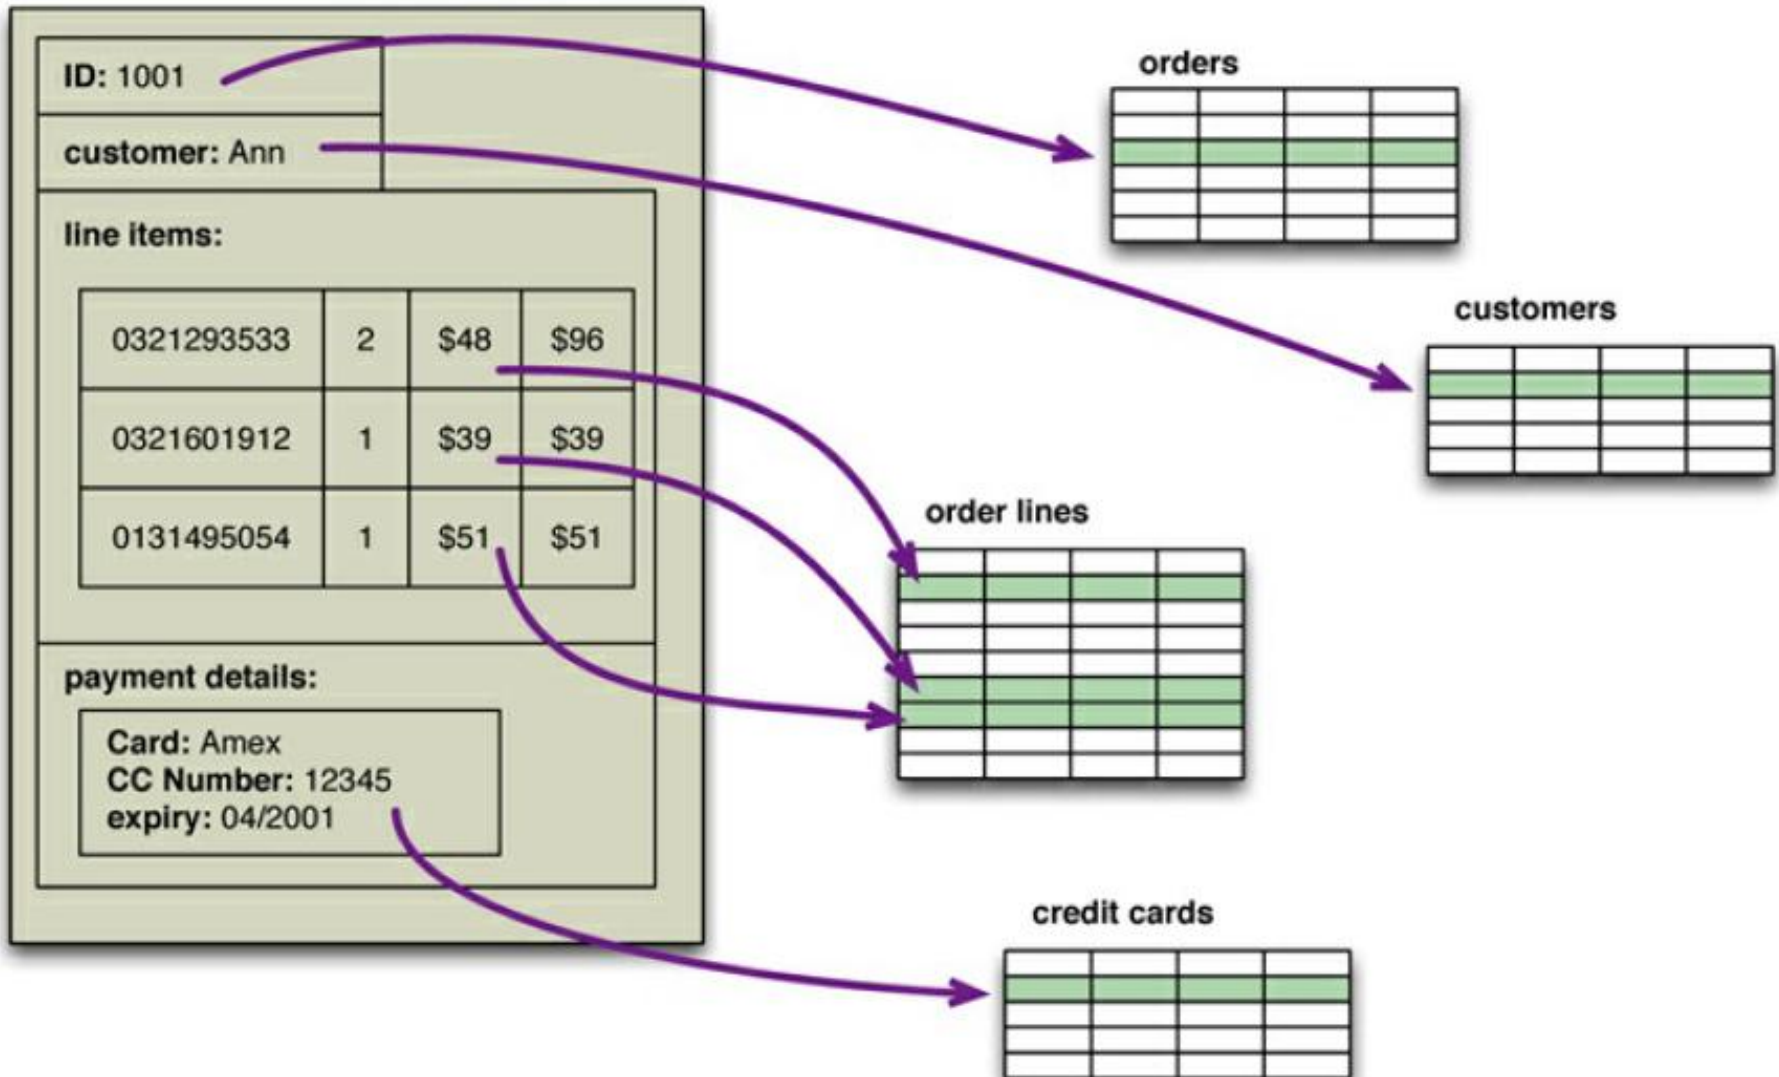 ID: 1001
customer: Ann
line items:
0321293533 2 $48 $96
0321601912 1 $39 $39
0131495054 1 $51 $51
payment details:
Card: Amex
CC Number: 12345
expiry: 04/2001
orders
customers
order lines
credit cards